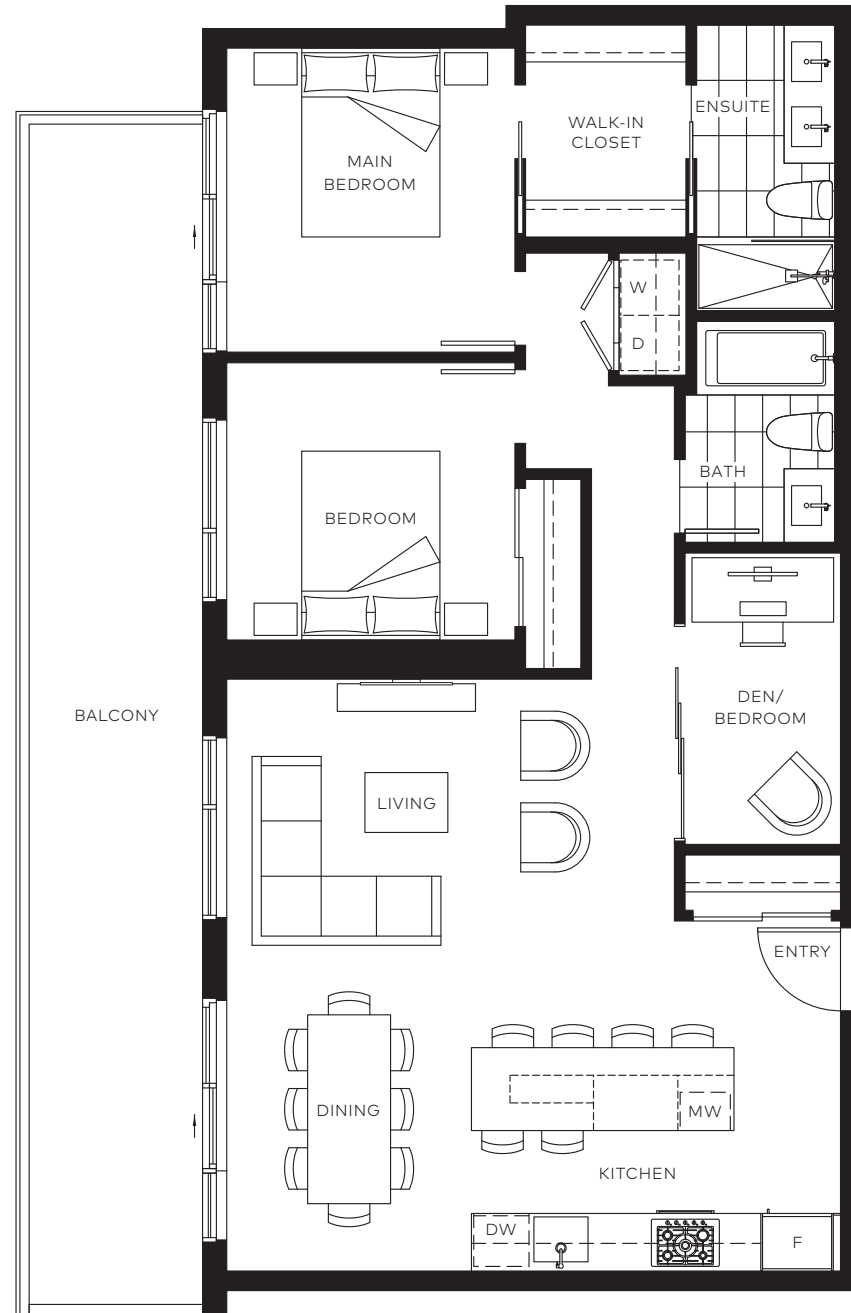 ENSUITE
WALK-IN
CLOSET
MAIN
BEDROOM
W
D
BATH
BEDROOM
BALCONY
DEN/
BEDROOM
LIVING
ENTRY
DINING
MW
KITCHEN
DW
F